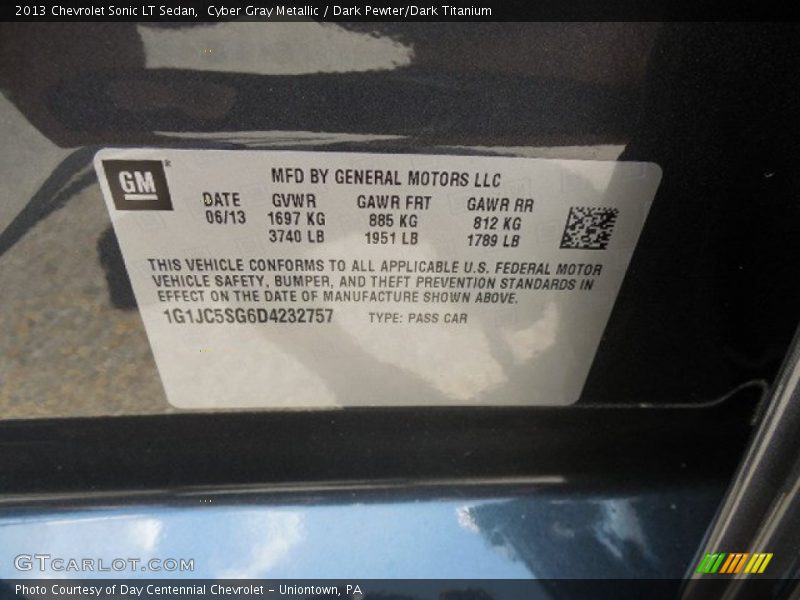 2013 Chevrolet Sonic LT Sedan,  Cyber Gray Metallic / Dark Pewter/Dark Titanium
GM
MFD BY GENERAL MOTORS LLC
DATE GVWR GAWR FRT GAWR RR
06/13 1697 KG 885 KG 812 KG
3740 LB 1951 LB 1789 LB
THIS VEHICLE CONFORMS TO ALL APPLICABLE U.S. FEDERAL MOTOR
VEHICLE SAFETY, BUMPER, AND THEFT PREVENTION STANDARDS IN
EFFECT ON THE DATE OF MANUFACTURE SHOWN ABOVE.
1G1JC5SG6D4232757 TYPE: PASS CAR
GTCARLOT.COM
Photo Courtesy of Day Centennial Chevrolet - Uniontown, PA